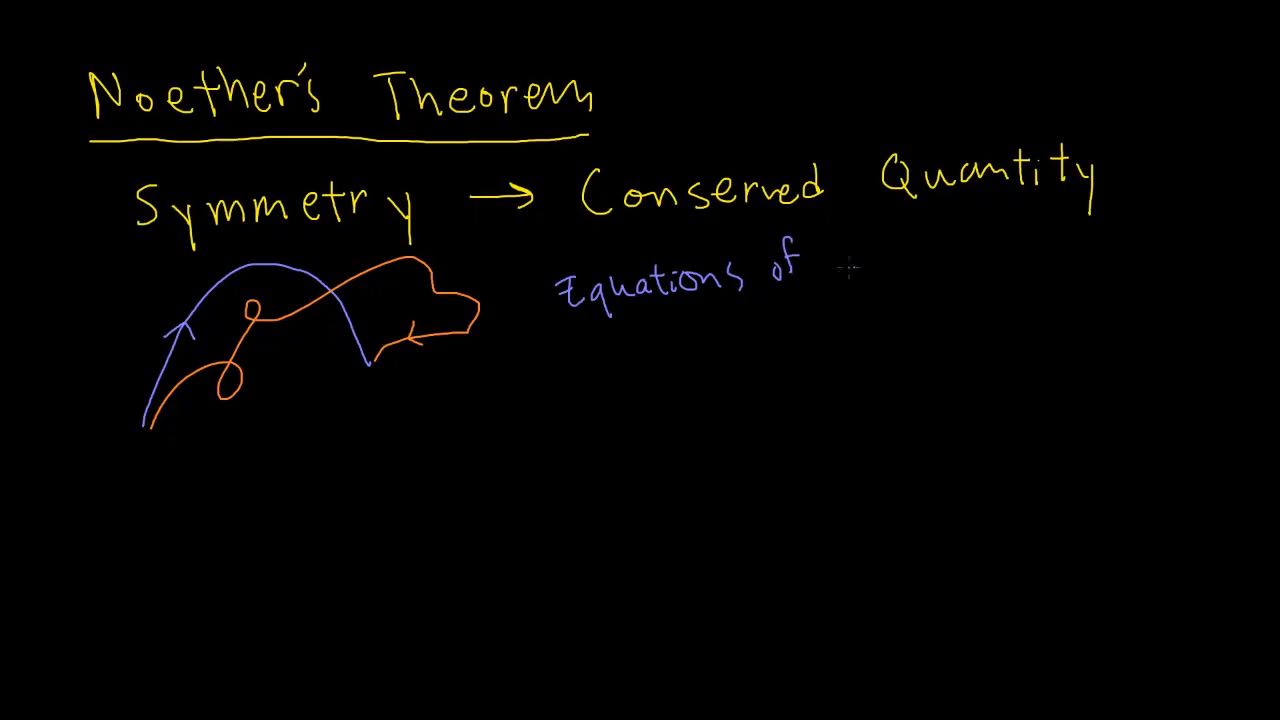 Noether's Theorem
Symmetry → Conserved Quantity
Equations of